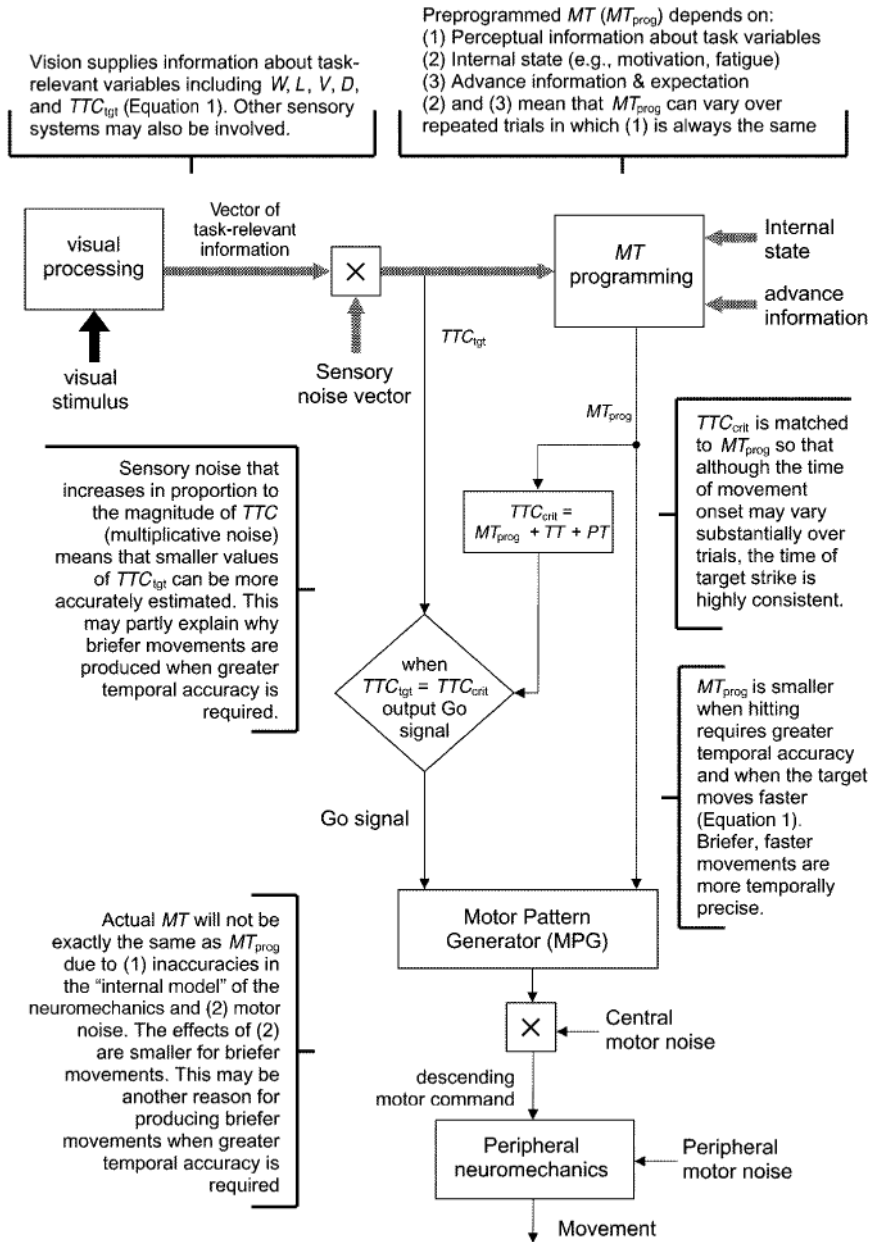 Vision supplies information about task-
relevant variables including W, L, V, D,
and TTCtgt (Equation 1). Other sensory
systems may also be involved.
Preprogrammed MT (MTprog) depends on:
(1) Perceptual information about task variables
(2) Internal state (e.g., motivation, fatigue)
(3) Advance information & expectation
(2) and (3) mean that MTprog can vary over
repeated trials in which (1) is always the same
visual
processing
Vector of
task-relevant
information
×
MT
programming
Internal
state
advance
information
visual
stimulus
Sensory
noise vector
TTCtgt
MTprog
Sensory noise that
increases in proportion to
the magnitude of TTC
(multiplicative noise)
means that smaller values
of TTCtgt can be more
accurately estimated. This
may partly explain why
briefer movements are
produced when greater
temporal accuracy is
required.
TTCcrit =
MTprog + TT + PT
TTCcrit is matched
to MTprog so that
although the time
of movement
onset may vary
substantially over
trials, the time of
target strike is
highly consistent.
when
TTCtgt = TTCcrit
output Go
signal
MTprog is smaller
when hitting
requires greater
temporal accuracy
and when the target
moves faster
(Equation 1).
Briefer, faster
movements are
more temporally
precise.
Go signal
Motor Pattern
Generator (MPG)
Actual MT will not be
exactly the same as MTprog
due to (1) inaccuracies in
the "internal model" of the
neuromechanics and (2) motor
noise. The effects of (2)
are smaller for briefer
movements. This may be
another reason for
producing briefer
movements when greater
temporal accuracy is
required
×
Central
motor noise
descending
motor command
Peripheral
neuromechanics
Peripheral
motor noise
Movement